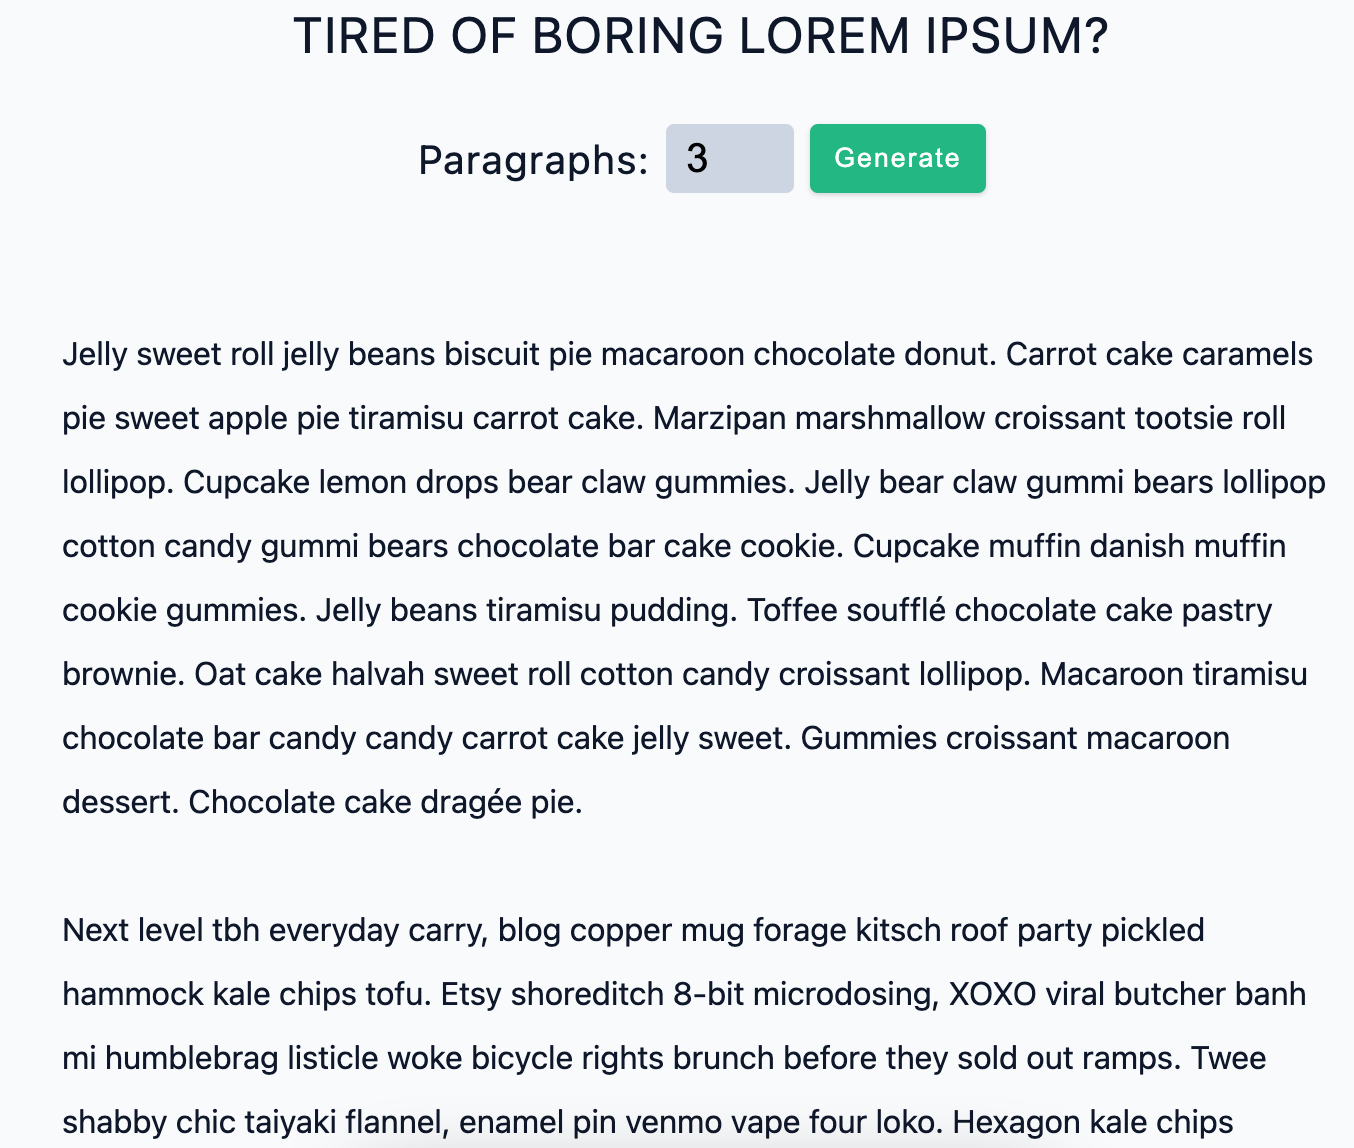 TIRED OF BORING LOREM IPSUM?
Paragraphs: 3 Generate
Jelly sweet roll jelly beans biscuit pie macaroon chocolate donut. Carrot cake caramels
pie sweet apple pie tiramisu carrot cake. Marzipan marshmallow croissant tootsie roll
lollipop. Cupcake lemon drops bear claw gummies. Jelly bear claw gummi bears lollipop
cotton candy gummi bears chocolate bar cake cookie. Cupcake muffin danish muffin
cookie gummies. Jelly beans tiramisu pudding. Toffee soufflé chocolate cake pastry
brownie. Oat cake halvah sweet roll cotton candy croissant lollipop. Macaroon tiramisu
chocolate bar candy candy carrot cake jelly sweet. Gummies croissant macaroon
dessert. Chocolate cake dragée pie.
Next level tbh everyday carry, blog copper mug forage kitsch roof party pickled
hammock kale chips tofu. Etsy shoreditch 8-bit microdosing, XOXO viral butcher banh
mi humblebrag listicle woke bicycle rights brunch before they sold out ramps. Twee
shabby chic taiyaki flannel, enamel pin venmo vape four loko. Hexagon kale chips